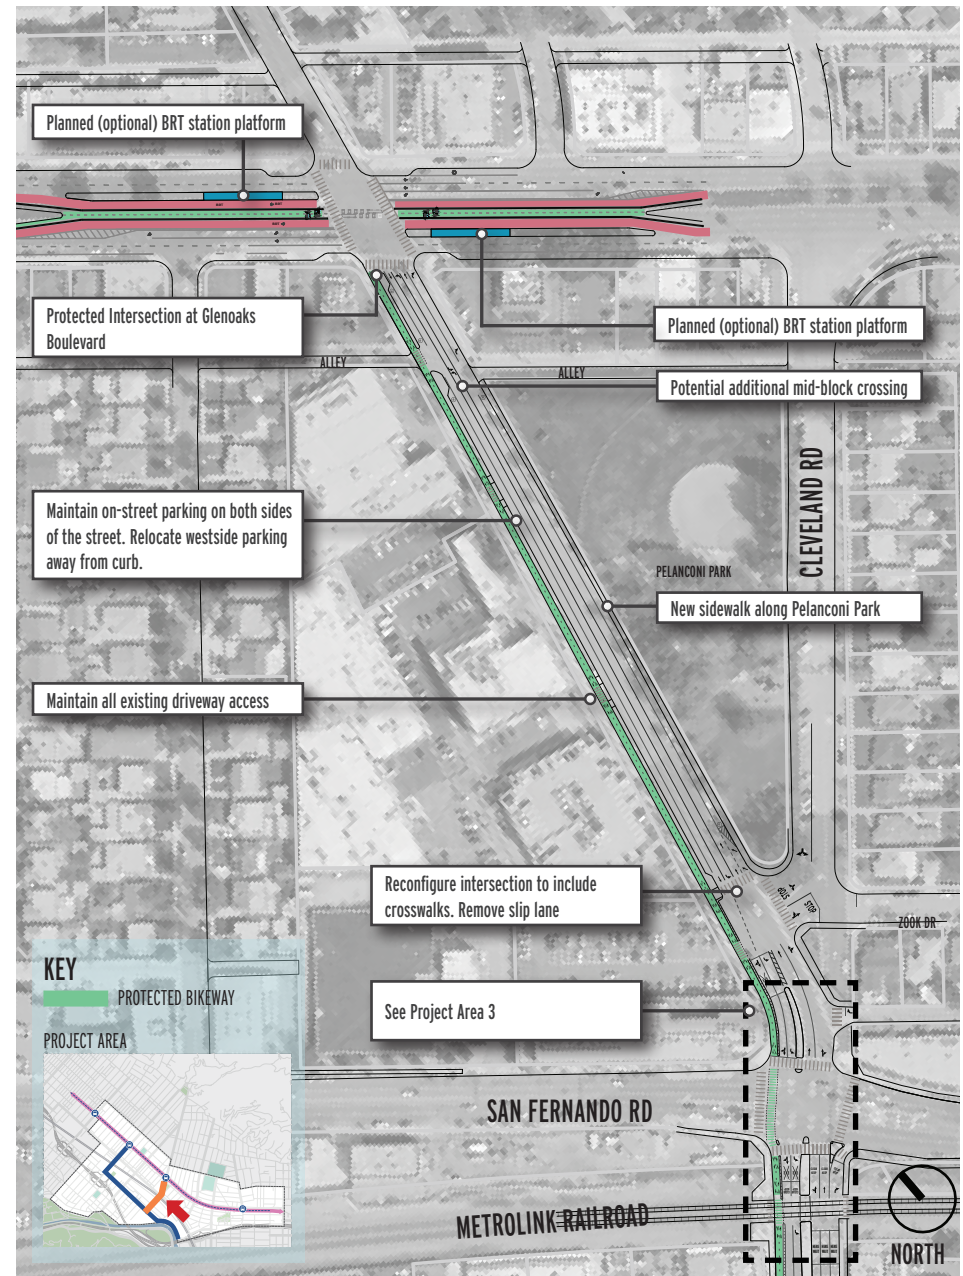 Planned (optional) BRT station platform
Protected Intersection at Glenoaks
Boulevard
Planned (optional) BRT station platform
ALLEY
ALLEY
Potential additional mid-block crossing
CLEVELAND RD
Maintain on-street parking on both sides
of the street. Relocate westside parking
away from curb.
PELANCONI PARK
New sidewalk along Pelanconi Park
Maintain all existing driveway access
Reconfigure intersection to include
crosswalks. Remove slip lane
STOP
ZOOK DR
KEY
PROTECTED BIKEWAY
PROJECT AREA
See Project Area 3
SAN FERNANDO RD
METROLINK RAILROAD
NORTH